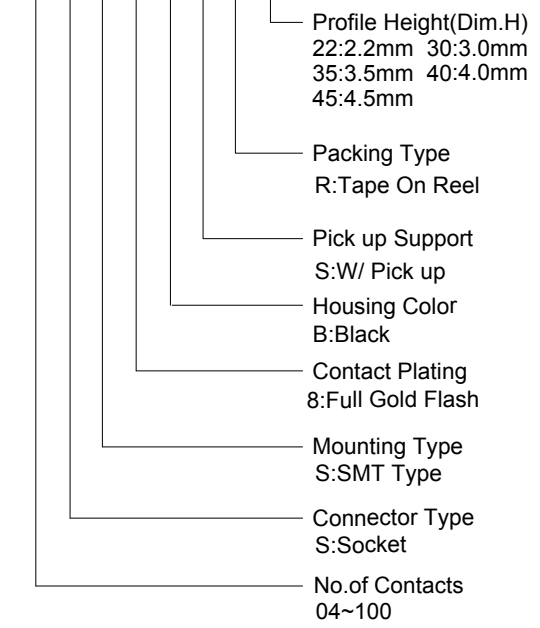 Profile Height(Dim.H)
22:2.2mm 30:3.0mm
35:3.5mm 40:4.0mm
45:4.5mm
Packing Type
R:Tape On Reel
Pick up Support
S:W/ Pick up
Housing Color
B:Black
Contact Plating
8:Full Gold Flash
Mounting Type
S:SMT Type
Connector Type
S:Socket
No.of Contacts
04~100